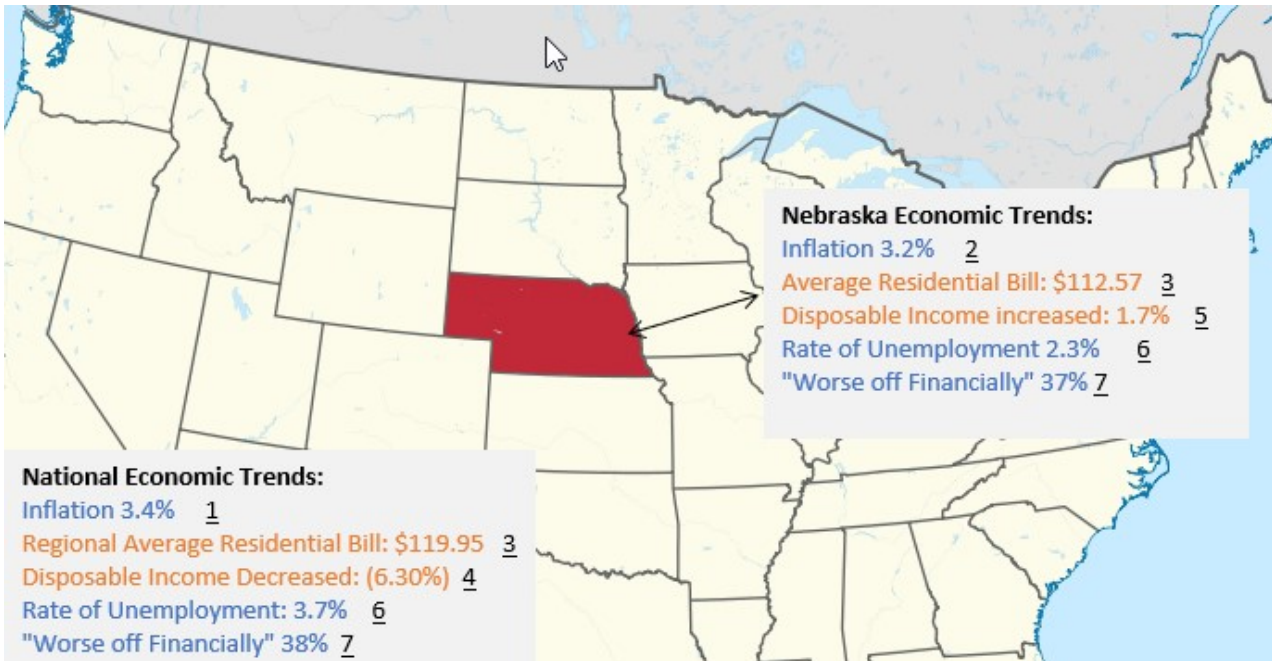 Nebraska Economic Trends:
Inflation 3.2% 2
Average Residential Bill: $112.57 3
Disposable Income increased: 1.7% 5
Rate of Unemployment 2.3% 6
"Worse off Financially" 37% 7
National Economic Trends:
Inflation 3.4% 1
Regional Average Residential Bill: $119.95 3
Disposable Income Decreased: (6.30%) 4
Rate of Unemployment: 3.7% 6
"Worse off Financially" 38% 7